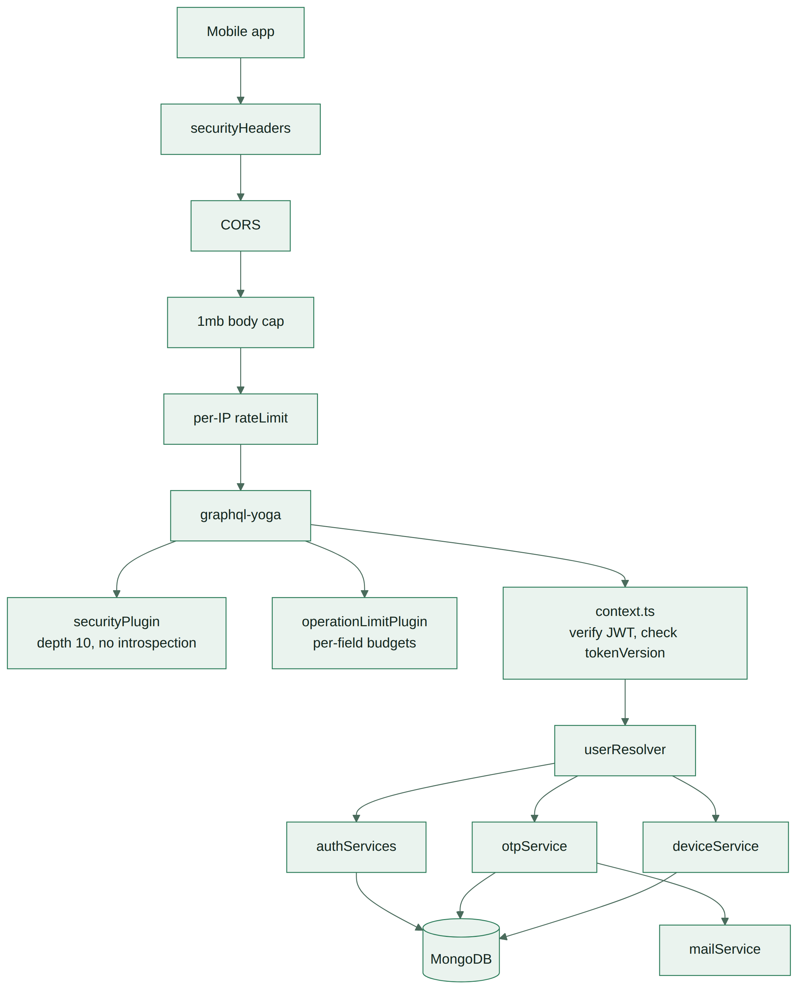 Mobile app
securityHeaders
CORS
1mb body cap
per-IP rateLimit
graphql-yoga
securityPlugin
depth 10, no introspection
operationLimitPlugin
per-field budgets
context.ts
verify JWT, check
tokenVersion
userResolver
authServices
otpService
deviceService
MongoDB
mailService